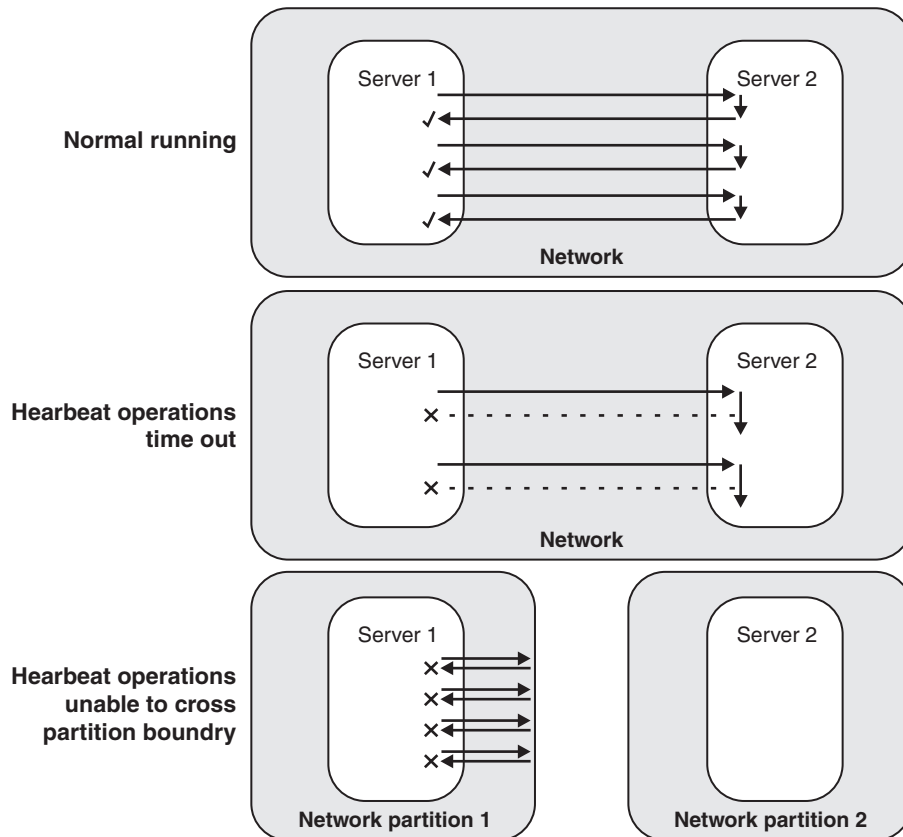 Server 1
Server 2
Normal running
Network
Server 1
Server 2
Hearbeat operations
time out
Network
Server 1
Server 2
Hearbeat operations
unable to cross
partition boundry
Network partition 1
Network partition 2